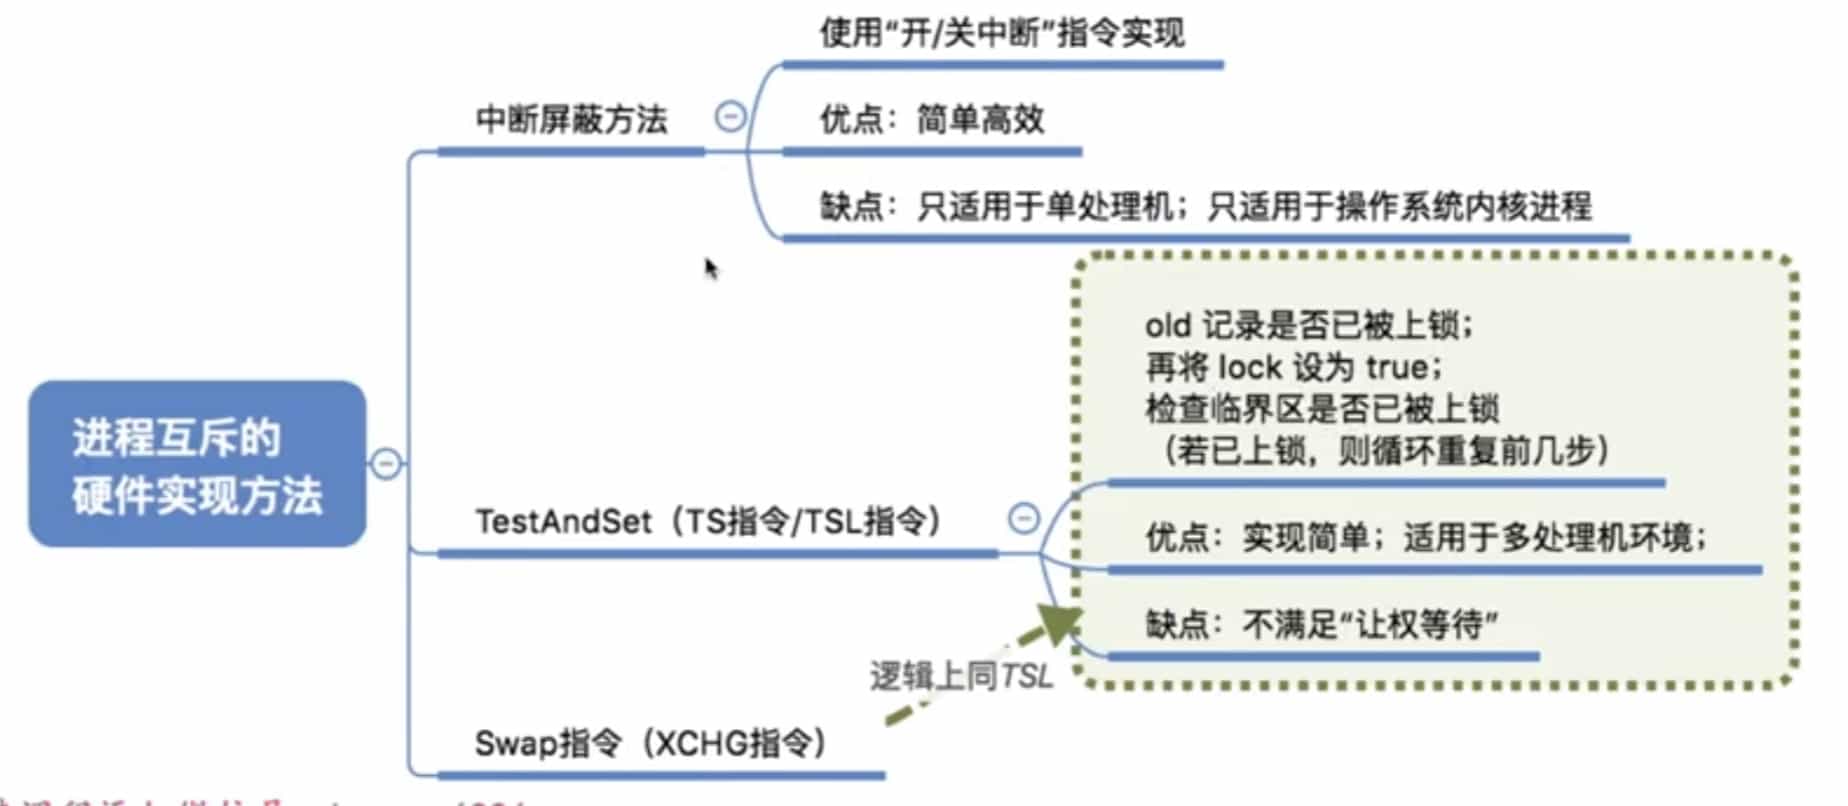 使用“开/关中断”指令实现
中断屏蔽方法
优点：简单高效
缺点：只适用于单处理机；只适用于操作系统内核进程
进程互斥的
硬件实现方法
old 记录是否已被上锁；
再将 lock 设为 true；
检查临界区是否已被上锁
（若已上锁，则循环重复前几步）
TestAndSet（TS指令/TSL指令）
优点：实现简单；适用于多处理机环境；
缺点：不满足“让权等待”
逻辑上同TSL
Swap指令（XCHG指令）